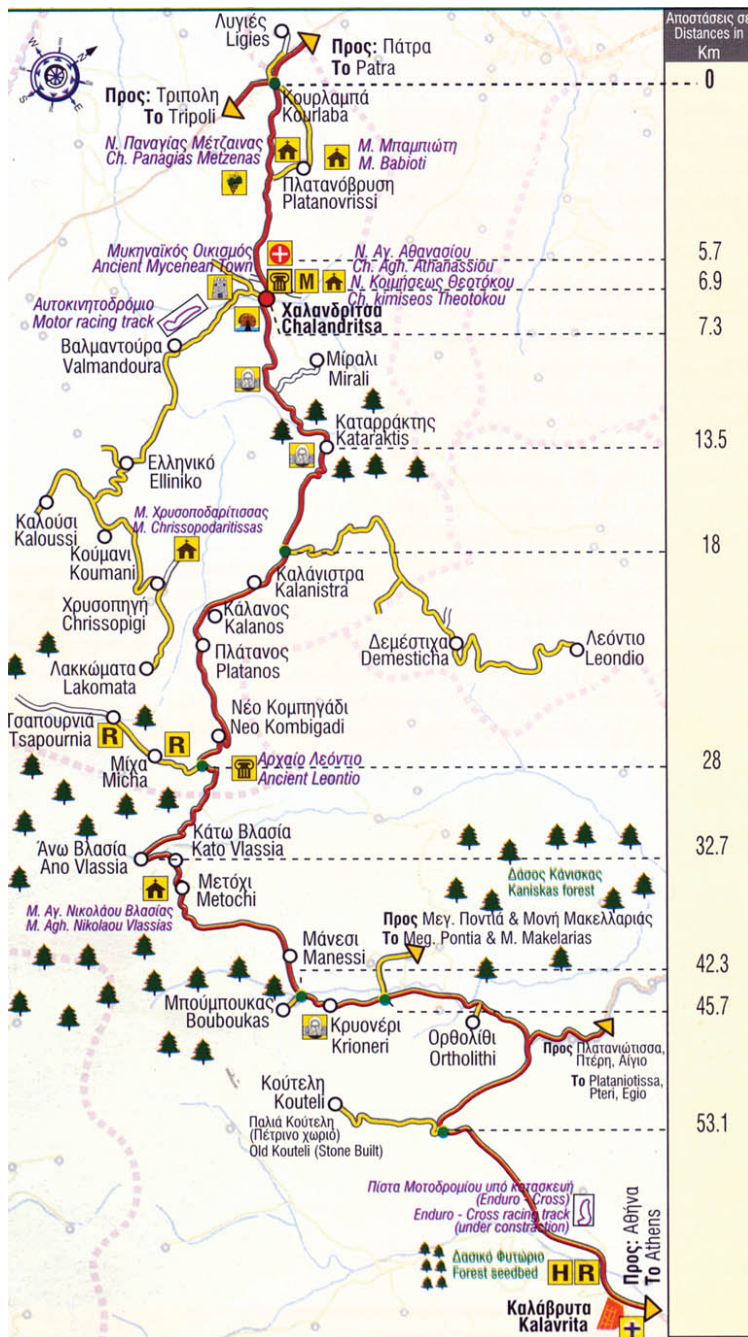 Αποστάσεις σε
Distances in
Km
Λυγιές
Ligies
Προς: Πάτρα
To Patra
0
Προς: Τριπολη
To Tripoli
Κουρλαμπά
Kourlaba
Ν. Παναγίας Μέτζαινας
Ch. Panagias Metzenas
Μ. Μπαμπιώτη
M. Babioti
Πλατανόβρυση
Platanovrissi
Μυκηναϊκός Οικισμός
Ancient Mycenean Town
Ν. Αγ. Αθανασίου
Ch. Agh. Athanassiou
5.7
M
Ν. Κοιμήσεως Θεοτόκου
Ch. kimiseos Theotokou
6.9
Αυτοκινητοδρόμιο
Motor racing track
Χαλανδρίτσα
Chalandritsa
7.3
Βαλμαντούρα
Valmandoura
Μίραλι
Mirali
Καταρράκτης
Kataraktis
13.5
Ελληνικό
Elliniko
Καλούσι
Kaloussi
Μ. Χρυσοποδαρίτισσας
M. Chrissopodaritissas
Κούμανι
Koumani
18
Χρυσοπηγή
Chrissopigi
Καλάνιστρα
Kalanistra
Κάλανος
Kalanos
Πλάτανος
Platanos
Δεμέστιχα
Demesticha
Λεόντιο
Leondio
Λακκώματα
Lakomata
Τσαπουρνιά
Tsapournia
R
R
Νέο Κομπηγάδι
Neo Kombigadi
Μίχα
Micha
Αρχαίο Λεόντιο
Ancient Leontio
28
Άνω Βλασία
Ano Vlassia
Κάτω Βλασία
Kato Vlassia
32.7
Μετόχι
Metochi
Δάσος Κάνισκας
Kaniskas forest
Μ. Αγ. Νικολάου Βλασίας
M. Agh. Nikolaou Vlassias
Προς Μεγ. Ποντιά & Μονή Μακελλαριάς
To Meg. Pontia & M. Makelarias
Μάνεσι
Manessi
42.3
Μπούμπουκας
Bouboukas
Κρυονέρι
Krioneri
45.7
Ορθολίθι
Ortholithi
Προς Πλατανιώτισσα,
Πτέρη, Αίγιο
To Plataniotissa,
Pteri, Egio
Κούτελη
Kouteli
Παλιά Κούτελη
(Πέτρινο χωριό)
Old Kouteli (Stone Built)
53.1
Πίστα Μοτοδρομίου υπό κατασκευή
(Enduro - Cross)
Enduro - Cross racing track
(under constraction)
Δασικό Φυτώριο
Forest seedbed
H R
Προς: Αθήνα
To Athens
Καλάβρυτα
Kalavrita
N
E
S
W